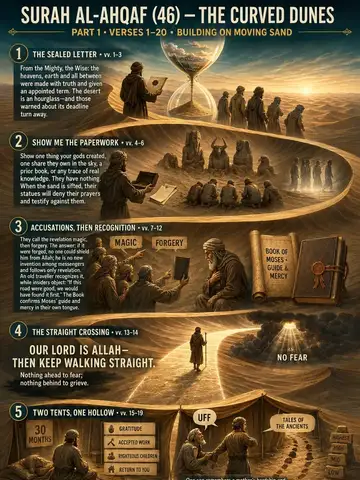 SURAH AL-AHQAF (46) – THE CURVED DUNES
PART 1 • VERSES 1–20 • BUILDING ON MOVING SAND
1 THE SEALED LETTER • vv. 1–3
From the Mighty, the Wise: the
heavens, earth and all between
were made with truth and given
an appointed term. The desert
is an hourglass—and those
warned about its deadline
turn away.
2 SHOW ME THE PAPERWORK • vv. 4–6
Show one thing your gods created,
one share they own in the sky, a
prior book, or any trace of real
knowledge. They have nothing.
When the sand is sifted, their
statues will deny their prayers
and testify against them.
3 ACCUSATIONS, THEN RECOGNITION • vv. 7–12
They call the revelation
magic, then forgery. The
answer: if it were forged,
no one could shield
him from Allah; he is no new
invention among messengers
and follows only revelation.
An old traveller recognizes it,
while insiders object: "If this
road were good, we would
have found it first." The Book
confirms Moses' guide and
mercy in their own tongue.
MAGIC
FORGERY
BOOK OF
MOSES •
GUIDE &
MERCY
4 THE STRAIGHT CROSSING • vv. 13–14
OUR LORD IS ALLAH—
THEN KEEP WALKING STRAIGHT.
Nothing ahead to fear;
nothing behind to grieve.
NO FEAR
5 TWO TENTS, ONE HOLLOW • vv. 15–19
30
MONTHS
GRATITUDE
ACCEPTED WORK
RIGHTEOUS CHILDREN
RETURN TO YOU
UFF
TALES OF
THE ANCIENTS